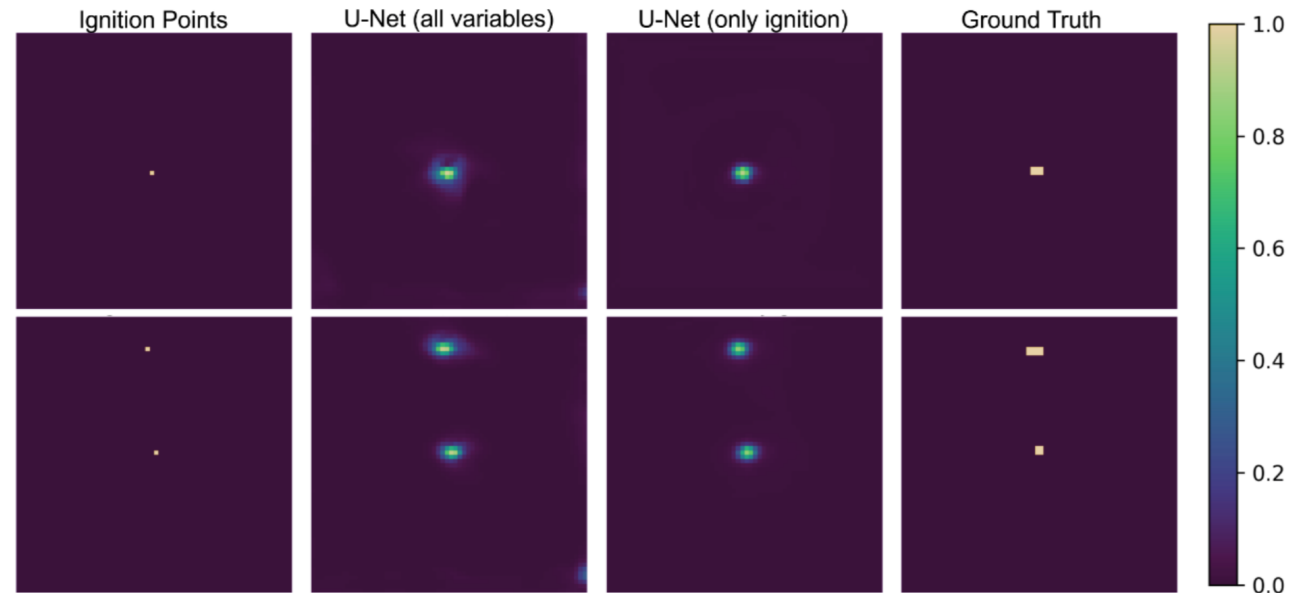 Ignition Points
U-Net (all variables)
U-Net (only ignition)
Ground Truth
1.0
0.8
0.6
0.4
0.2
0.0